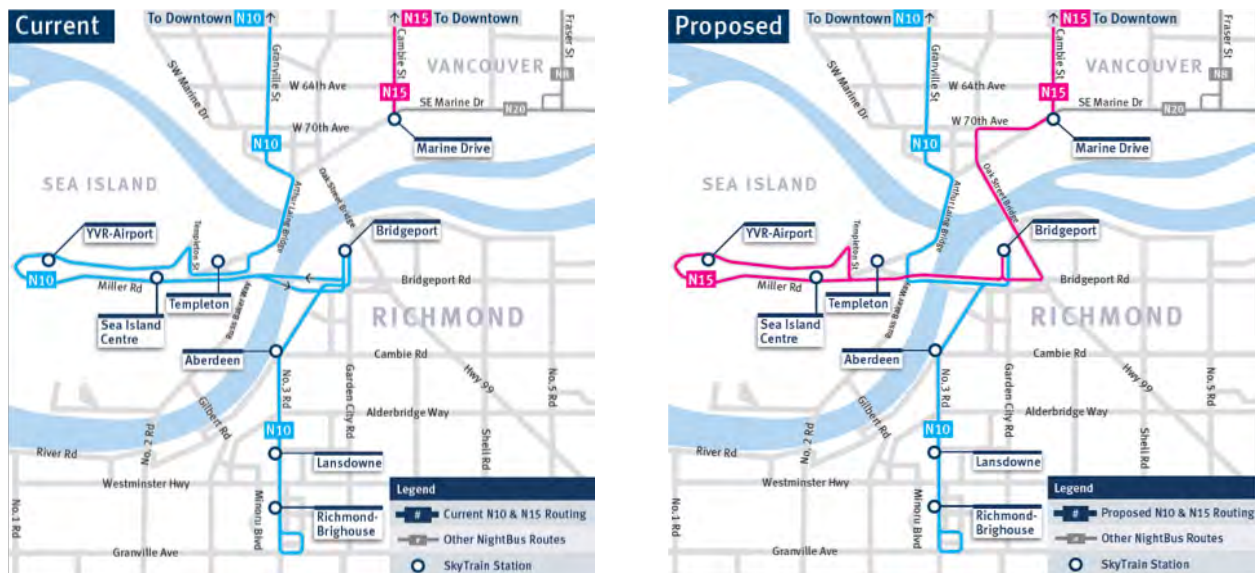 Current
To Downtown N10
N15 To Downtown
Granville St
Cambie St
Fraser St
SW Marine Dr
VANCOUVER
N8
W 64th Ave
N15
SE Marine Dr
N20
W 70th Ave
N10
Marine Drive
SEA ISLAND
Arthur Laing Bridge
Oak Street Bridge
YVR-Airport
Templeton St
Bridgeport
N10
Miller Rd
Templeton
Bridgeport Rd
Sea Island
Centre
Russ Baker Way
RICHMOND
Aberdeen
Cambie Rd
No. 3 Rd
Garden City Rd
Hwy 99
No. 5 Rd
Gilbert Rd
Alderbridge Way
No. 2 Rd
N10
River Rd
Shell Rd
Lansdowne
Westminster Hwy
No. 1 Rd
Minoru Blvd
Richmond-
Brighouse
Granville Ave
Legend
# Current N10 & N15 Routing
Other NightBus Routes
SkyTrain Station
Proposed
To Downtown N10
N15 To Downtown
Granville St
Cambie St
Fraser St
SW Marine Dr
VANCOUVER
N8
W 64th Ave
N15
SE Marine Dr
N20
W 70th Ave
N10
Marine Drive
SEA ISLAND
Arthur Laing Bridge
Oak Street Bridge
YVR-Airport
Templeton St
Bridgeport
N15
Miller Rd
Templeton
Bridgeport Rd
Sea Island
Centre
Russ Baker Way
RICHMOND
Aberdeen
Cambie Rd
No. 3 Rd
Garden City Rd
Hwy 99
No. 5 Rd
Gilbert Rd
Alderbridge Way
No. 2 Rd
N10
River Rd
Shell Rd
Lansdowne
Westminster Hwy
No. 1 Rd
Minoru Blvd
Richmond-
Brighouse
Granville Ave
Legend
# Proposed N10 & N15 Routing
Other NightBus Routes
SkyTrain Station